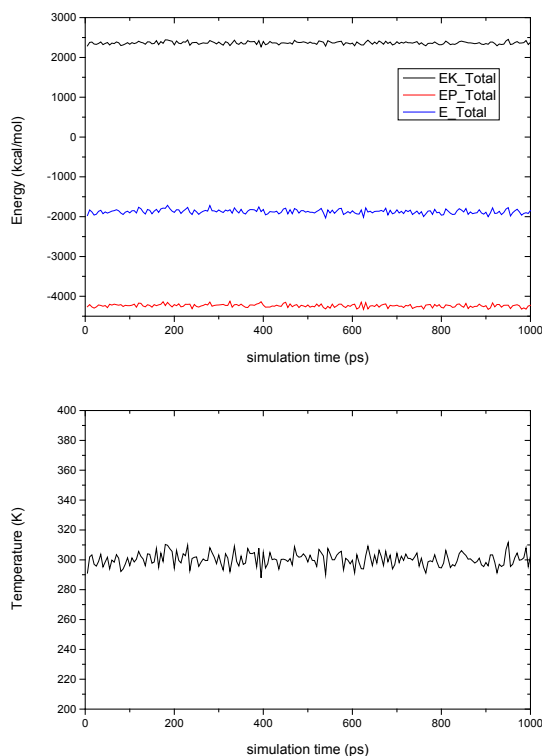 3000
2000
1000
0
-1000
-2000
-3000
-4000
Energy (kcal/mol)
EK_Total
EP_Total
E_Total
0 200 400 600 800 1000
simulation time (ps)
400
380
360
340
320
300
280
260
240
220
200
Temperature (K)
0 200 400 600 800 1000
simulation time (ps)